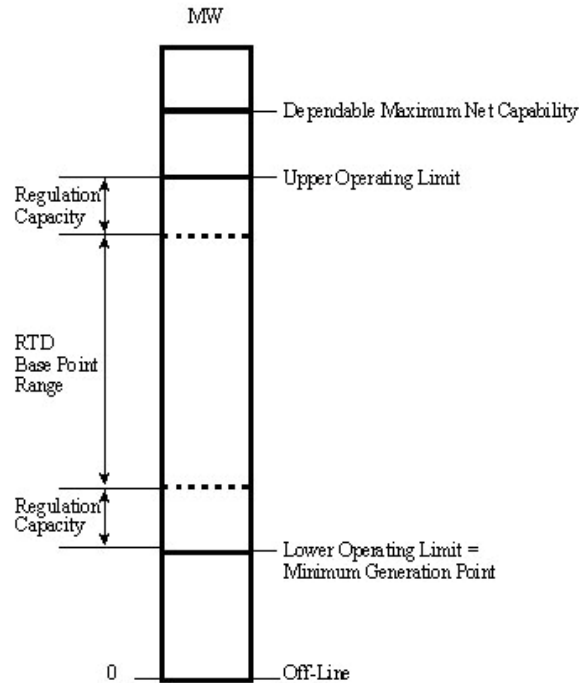 MW
Dependable Maximum Net Capability
Upper Operating Limit
Regulation
Capacity
RTD
Base Point
Range
Regulation
Capacity
Lower Operating Limit =
Minimum Generation Point
0
Off-Line